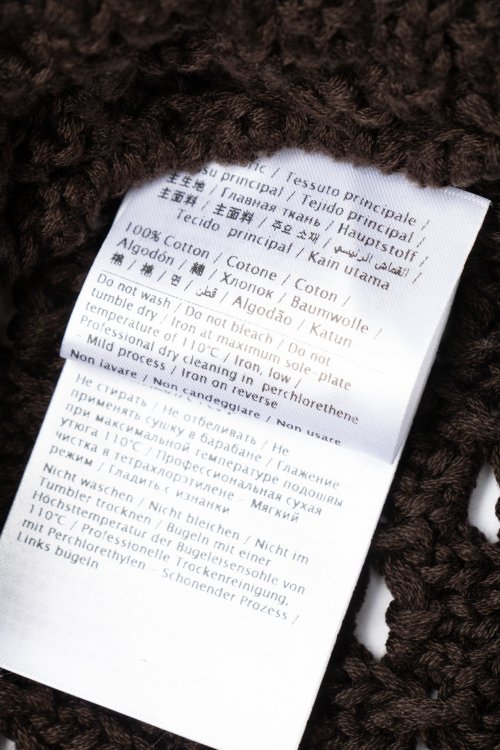 Tessuto principale /
principal / Tejido principal /
主生地 / Главная ткань / Hauptstoff /
主面料 / 主面料 / 주요 소재 / القماش الرئيسي /
Tecido principal / Kain utama
100% Cotton / Cotone / Coton /
Algodón / 綿 / Хлопок / Baumwolle /
棉 / 棉 / 면 / قطن / Algodão / Katun
Do not wash / Do not bleach / Do not
tumble dry / Iron at maximum sole-plate
temperature of 110°C / Iron, low /
Professional dry cleaning in perchlorethene
Mild process / Iron on reverse
Non lavare / Non candeggiare / Non usare
Не стирать / Не отбеливать / Не
применять сушку в барабане / Глажение
при максимальной температуре подошвы
утюга 110°C / Профессиональная сухая
чистка в тетрахлорэтилене – Мягкий
режим / Гладить с изнанки
Nicht waschen / Nicht bleichen / Nicht im
Tumbler trocknen / Bügeln mit einer
Höchsttemperatur der Bügeleisensohle von
110°C / Professionelle Trockenreinigung,
mit Perchlorethylen – Schonender Prozess /
Links bügeln